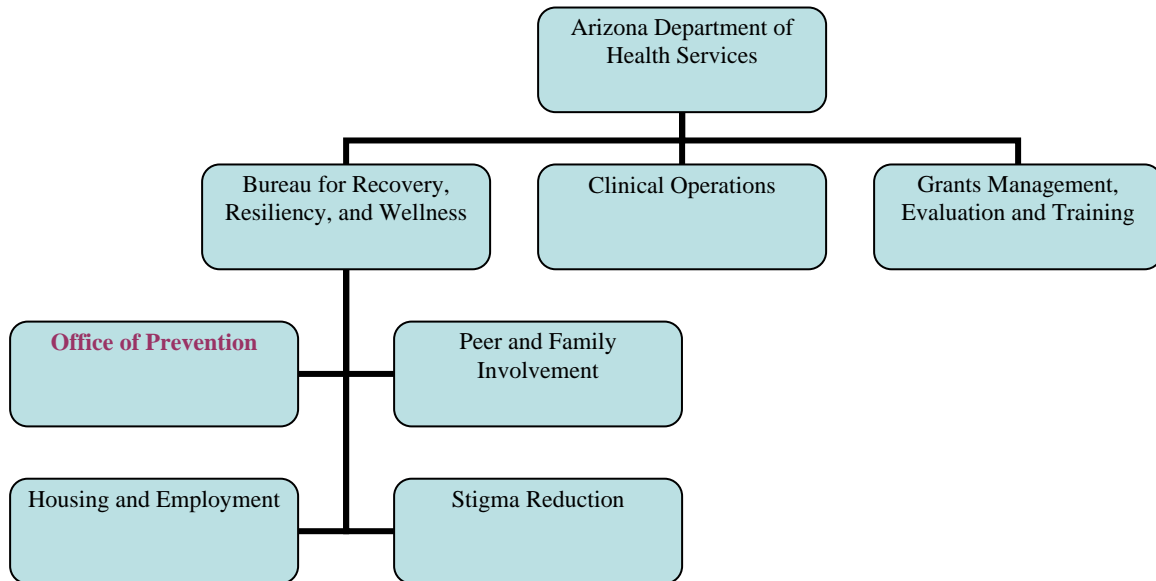 Arizona Department of
Health Services
Bureau for Recovery,
Resiliency, and Wellness
Clinical Operations
Grants Management,
Evaluation and Training
Office of Prevention
Peer and Family
Involvement
Housing and Employment
Stigma Reduction